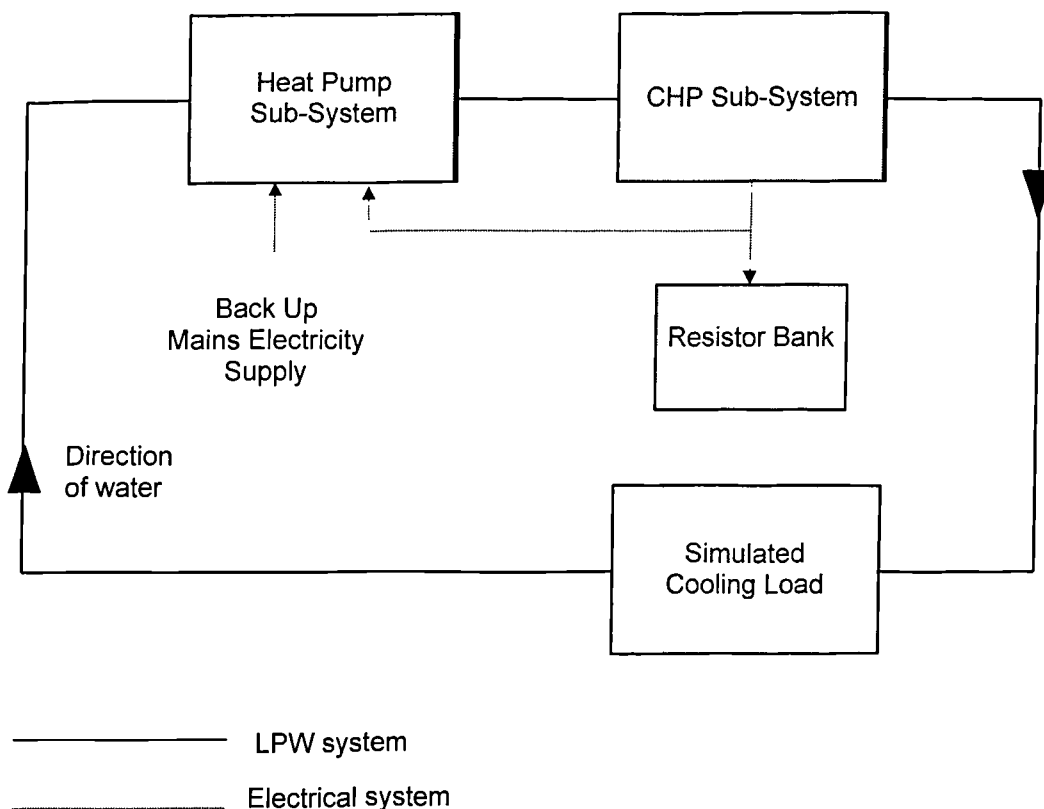 Heat Pump
Sub-System
CHP Sub-System
Back Up
Mains Electricity
Supply
Resistor Bank
Direction
of water
Simulated
Cooling Load
LPW system
Electrical system